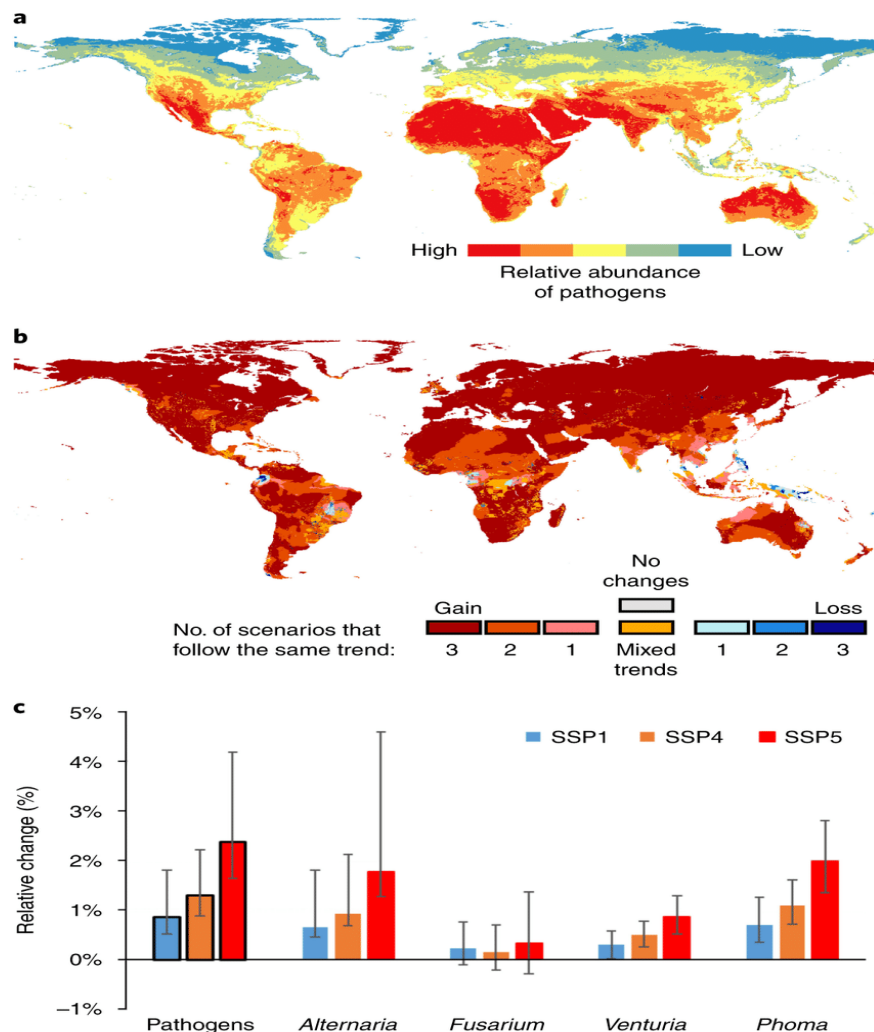 a
High Low
Relative abundance
of pathogens
b
No
changes
Gain Loss
No. of scenarios that
follow the same trend:
3 2 1 Mixed
trends 1 2 3
c
5%
4%
3%
2%
1%
0%
–1%
Relative change (%)
SSP1 SSP4 SSP5
Pathogens Alternaria Fusarium Venturia Phoma